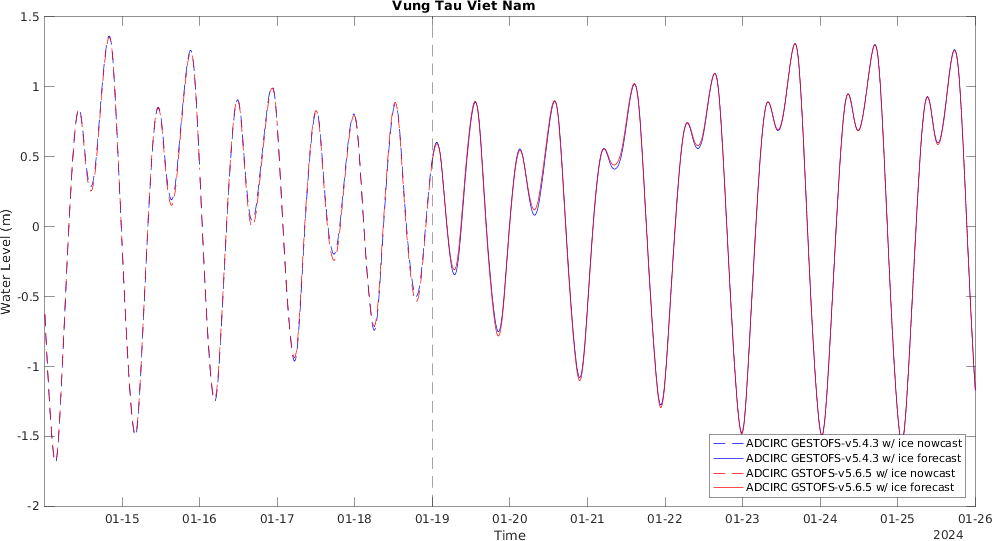 Vung Tau Viet Nam
1.5
1
0.5
0
-0.5
-1
-1.5
-2
Water Level (m)
01-15 01-16 01-17 01-18 01-19 01-20 01-21 01-22 01-23 01-24 01-25 01-26
Time
2024
ADCIRC GESTOFS-v5.4.3 w/ ice nowcast
ADCIRC GESTOFS-v5.4.3 w/ ice forecast
ADCIRC GSTOFS-v5.6.5 w/ ice nowcast
ADCIRC GSTOFS-v5.6.5 w/ ice forecast